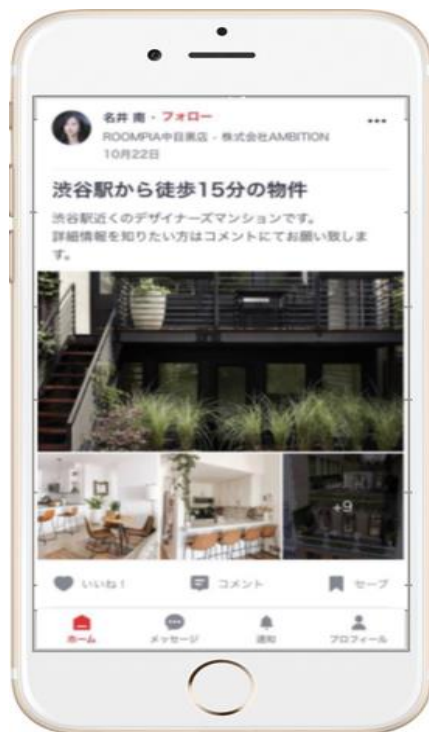 名井 南・フォロー
ROOMPIA中目黒店 - 株式会社AMBITION
10月22日
渋谷駅から徒歩15分の物件
渋谷駅近くのデザイナーズマンションです。
詳細情報を知りたい方はコメントにてお願い致しま
す。
+9
いいね！ コメント セーブ
ホーム メッセージ 通知 プロフィール